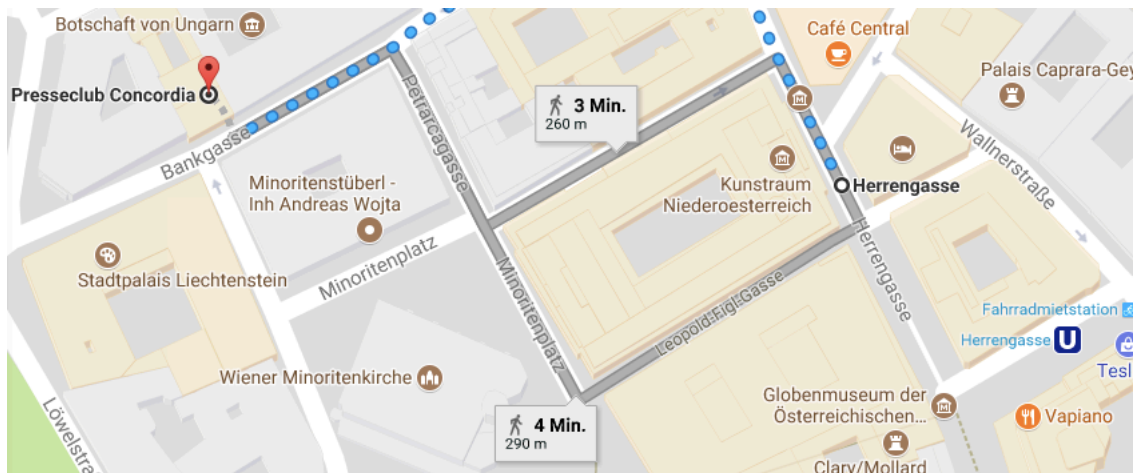 Botschaft von Ungarn
Presseclub Concordia
Bankgasse
Petrarcagasse
3 Min.
260 m
Café Central
Palais Caprara-Gey
Wallnerstraße
Minoritenstüberl -
Inh Andreas Wojta
Kunstraum
Niederoesterreich
Herrengasse
Herrengasse
Stadtpalais Liechtenstein
Minoritenplatz
Minoritenplatz
Leopold-Figl-Gasse
Fahrradmietstation
Herrengasse
U
Tesl
Wiener Minoritenkirche
Löwelstra
4 Min.
290 m
Globenmuseum der
Österreichischen...
Vapiano
Clary/Mollard